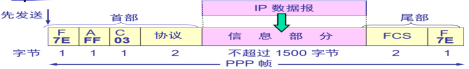 IP 数据报
先发送
首部
尾部
F A C
7E FF 03 协议 信息部分 FCS F 7E
字节 1 1 1 2 不超过 1500 字节 2 1
PPP 帧